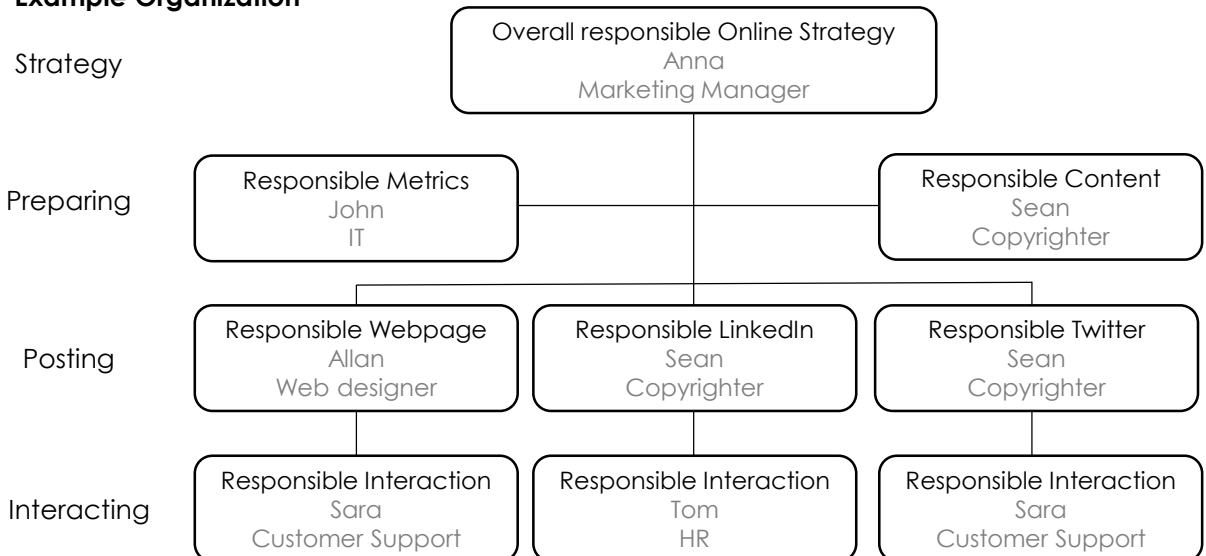 Example Organization
Strategy
Overall responsible Online Strategy
Anna
Marketing Manager
Preparing
Responsible Metrics
John
IT
Responsible Content
Sean
Copyrighter
Posting
Responsible Webpage
Allan
Web designer
Responsible LinkedIn
Sean
Copyrighter
Responsible Twitter
Sean
Copyrighter
Interacting
Responsible Interaction
Sara
Customer Support
Responsible Interaction
Tom
HR
Responsible Interaction
Sara
Customer Support